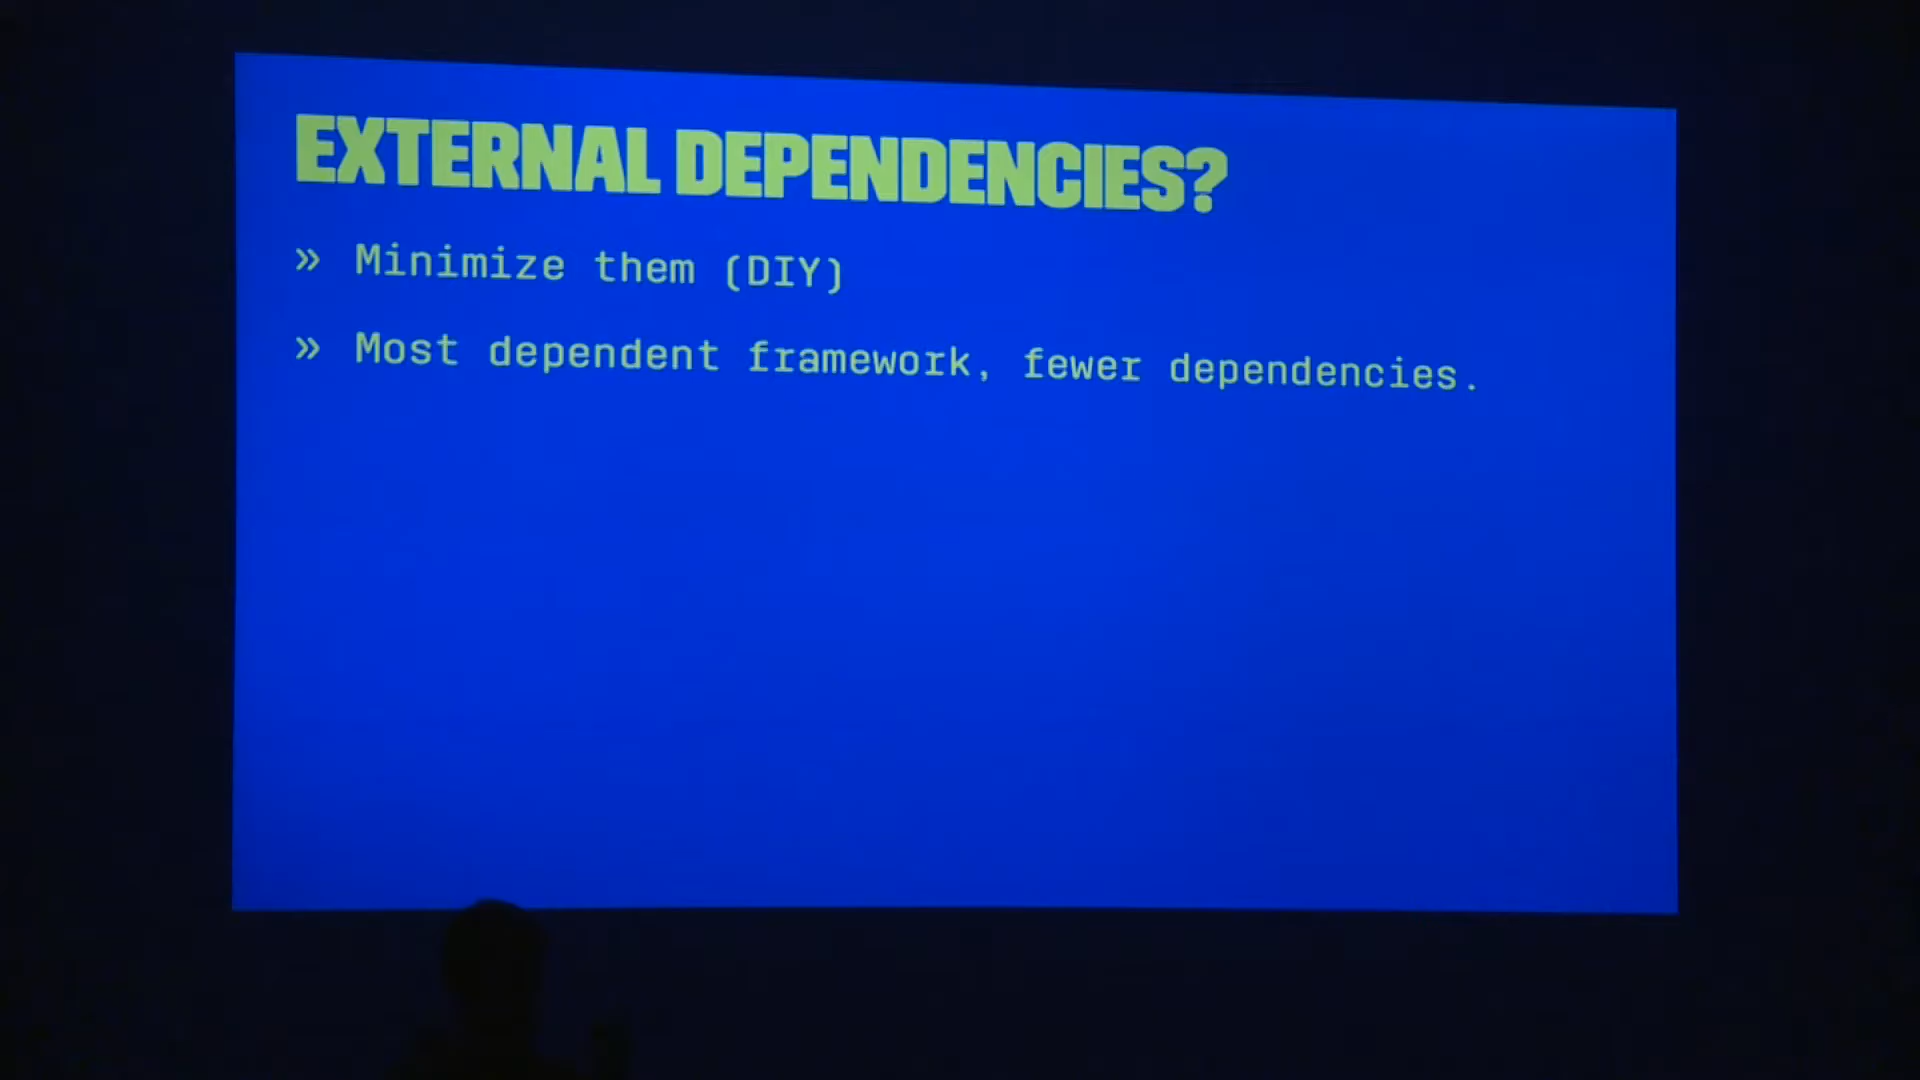 EXTERNAL DEPENDENCIES?
» Minimize them (DIY)
» Most dependent framework, fewer dependencies.